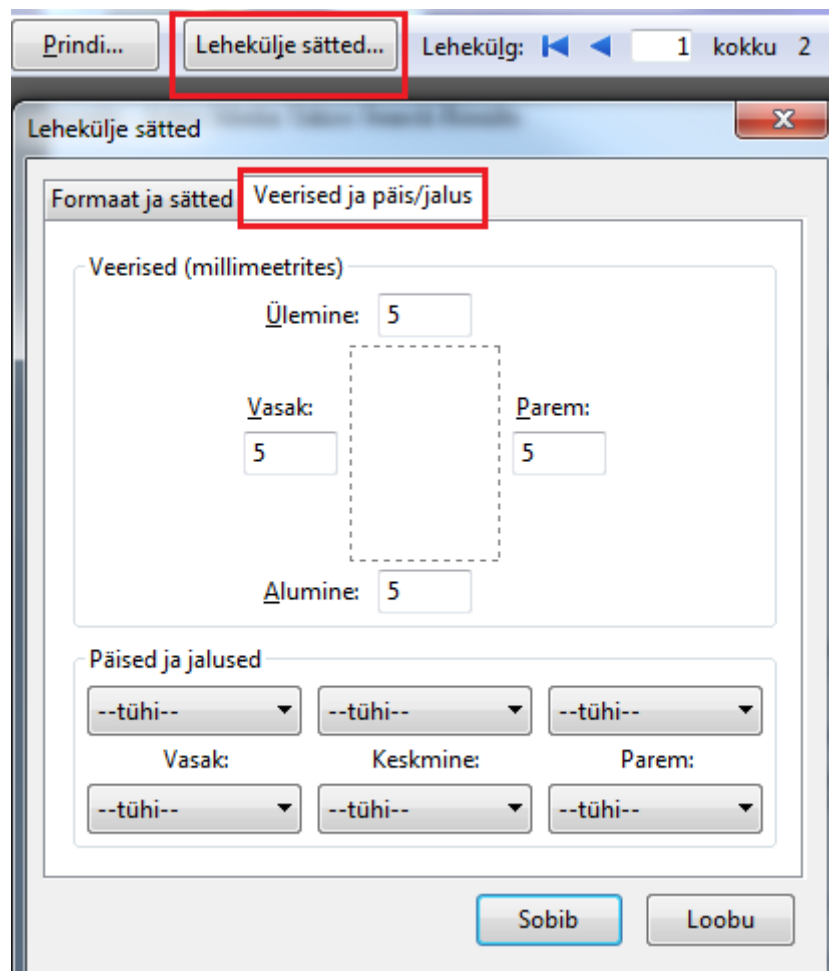 Prindi... Lehekülje sätted... Lehekülg: 1 kokku 2
Lehekülje sätted
Formaat ja sätted Veerised ja päis/jalus
Veerised (millimeetrites)
Ülemine: 5
Vasak: Parem:
5 5
Alumine: 5
Päised ja jalused
--tühi-- --tühi-- --tühi--
Vasak: Keskmine: Parem:
--tühi-- --tühi-- --tühi--
Sobib Loobu